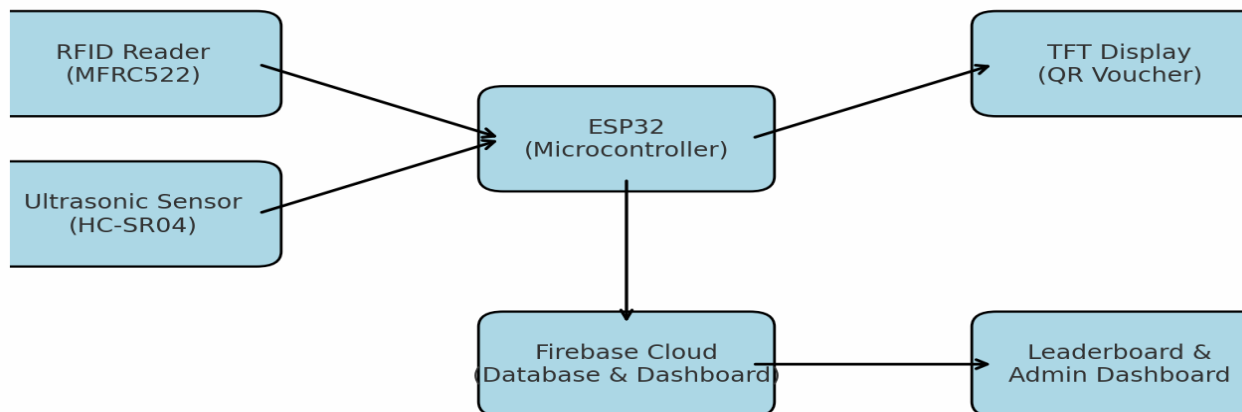 RFID Reader
(MFRC522)
TFT Display
(QR Voucher)
ESP32
(Microcontroller)
Ultrasonic Sensor
(HC-SR04)
Firebase Cloud
(Database & Dashboard)
Leaderboard &
Admin Dashboard